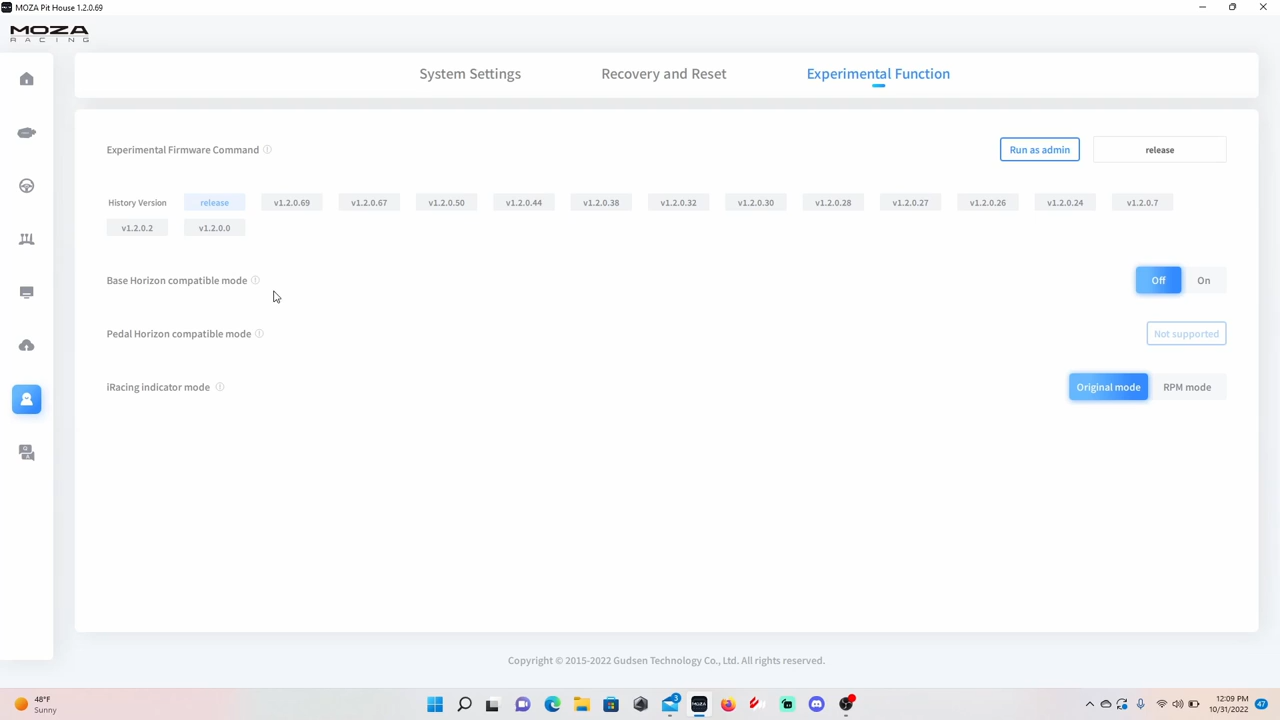 MOZA Pit House 1.2.0.69
MOZA
RACING
System Settings
Recovery and Reset
Experimental Function
Experimental Firmware Command
Run as admin
release
History Version
release
v1.2.0.69
v1.2.0.67
v1.2.0.50
v1.2.0.44
v1.2.0.38
v1.2.0.32
v1.2.0.30
v1.2.0.28
v1.2.0.27
v1.2.0.26
v1.2.0.24
v1.2.0.7
v1.2.0.2
v1.2.0.0
Base Horizon compatible mode
Off
On
Pedal Horizon compatible mode
Not supported
iRacing indicator mode
Original mode
RPM mode
Copyright © 2015-2022 Gudsen Technology Co., Ltd. All rights reserved.
48°F
Sunny
3
MOZA
12:09 PM
10/31/2022
47